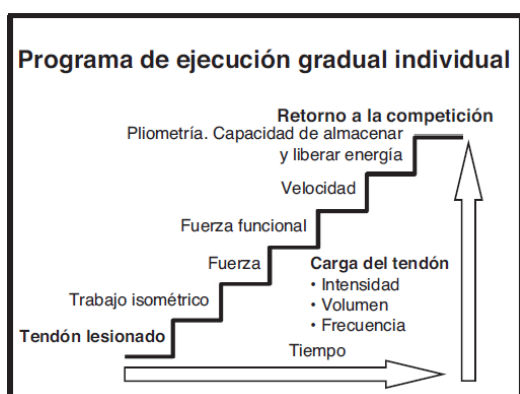 Programa de ejecución gradual individual
Retorno a la competición
Pliometría. Capacidad de almacenar
y liberar energía
Velocidad
Fuerza funcional
Fuerza
Trabajo isométrico
Tendón lesionado
Carga del tendón
• Intensidad
• Volumen
• Frecuencia
Tiempo